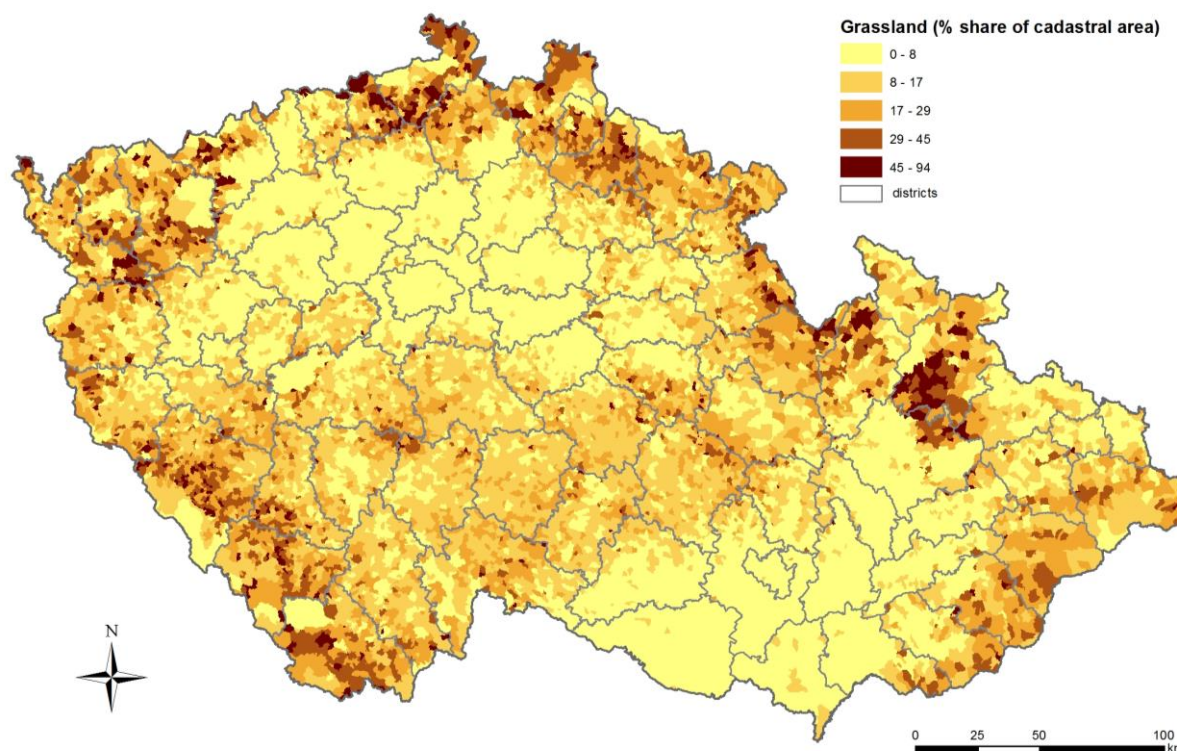 Grassland (% share of cadastral area)
0 - 8
8 - 17
17 - 29
29 - 45
45 - 94
districts
N
0 25 50 100
km